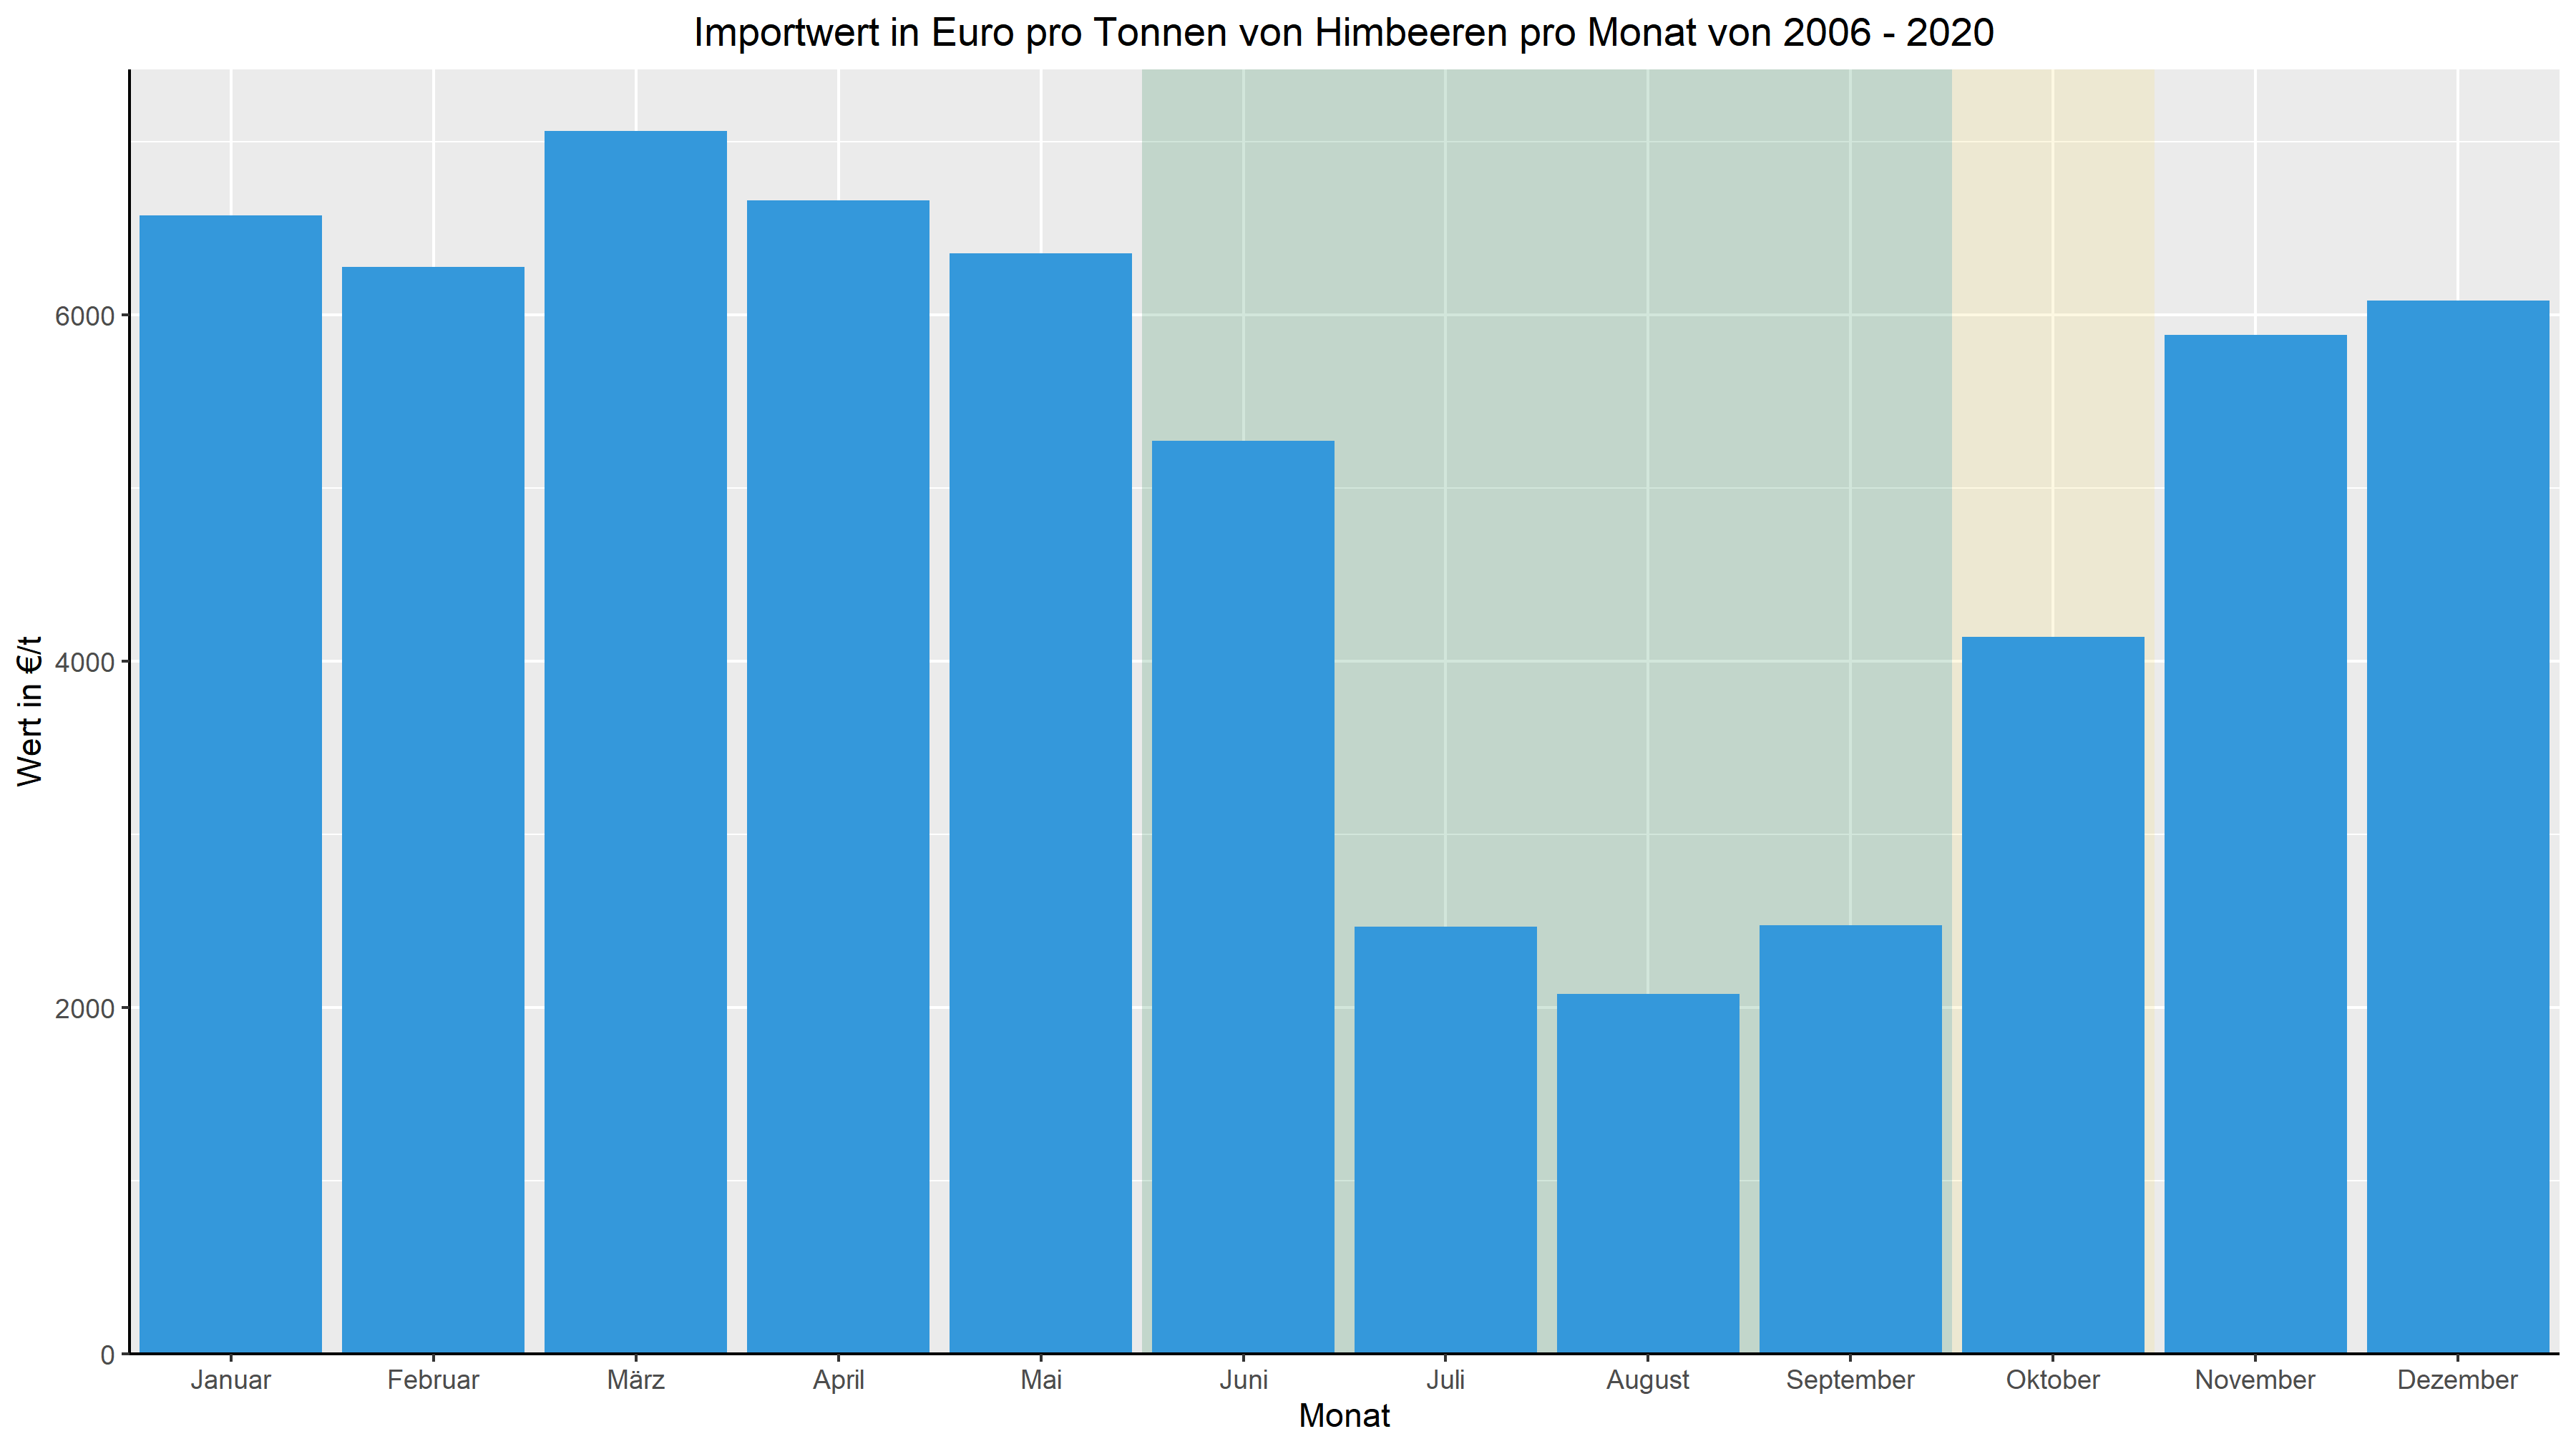 Importwert in Euro pro Tonnen von Himbeeren pro Monat von 2006 - 2020
Wert in €/t
6000
4000
2000
0
Januar Februar März April Mai Juni Juli August September Oktober November Dezember
Monat